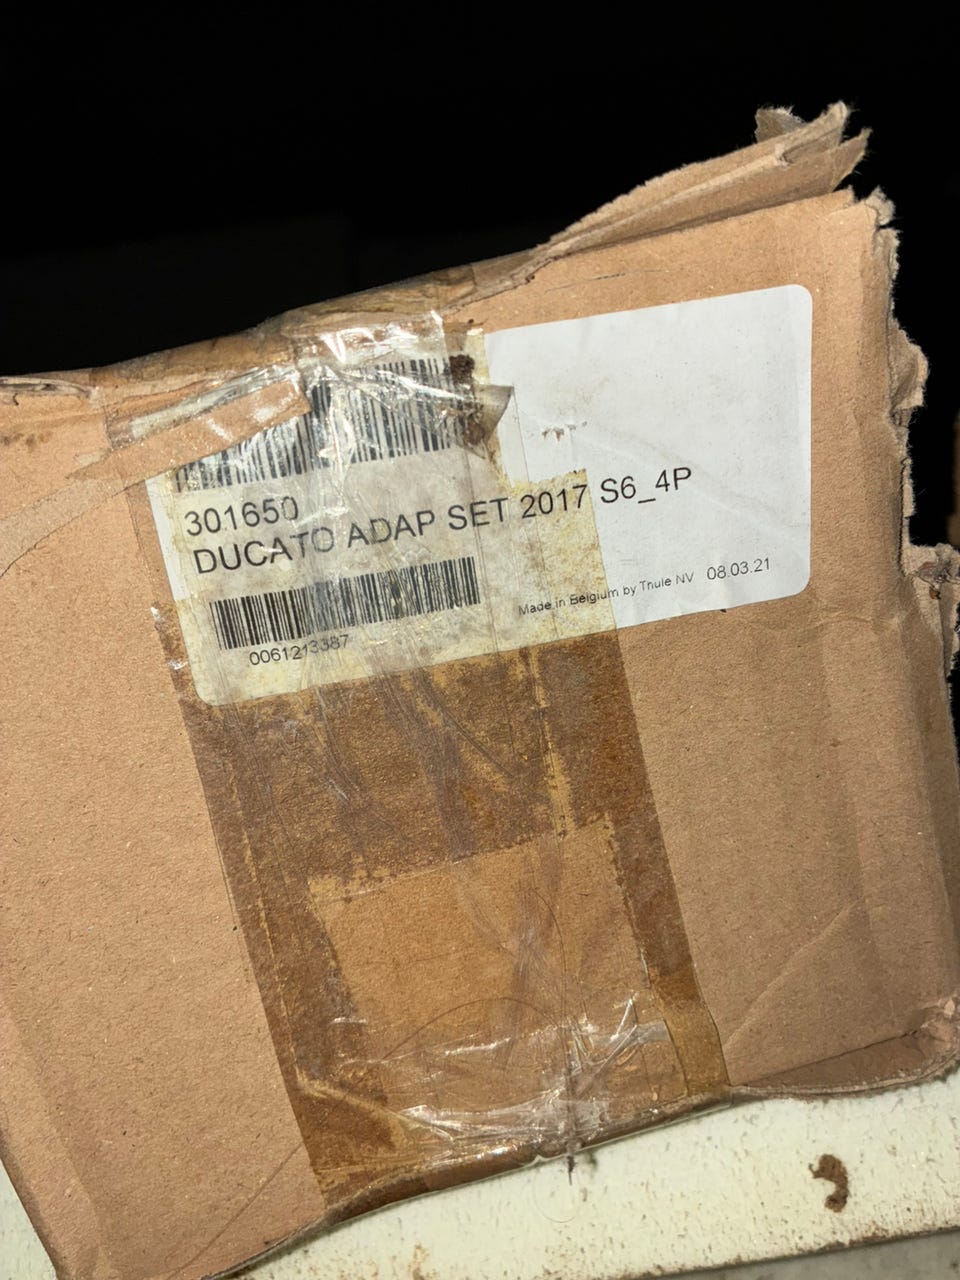 301650
DUCATO ADAP SET 2017 S6_4P
0061213387
Made in Belgium by Thule NV 08.03.21